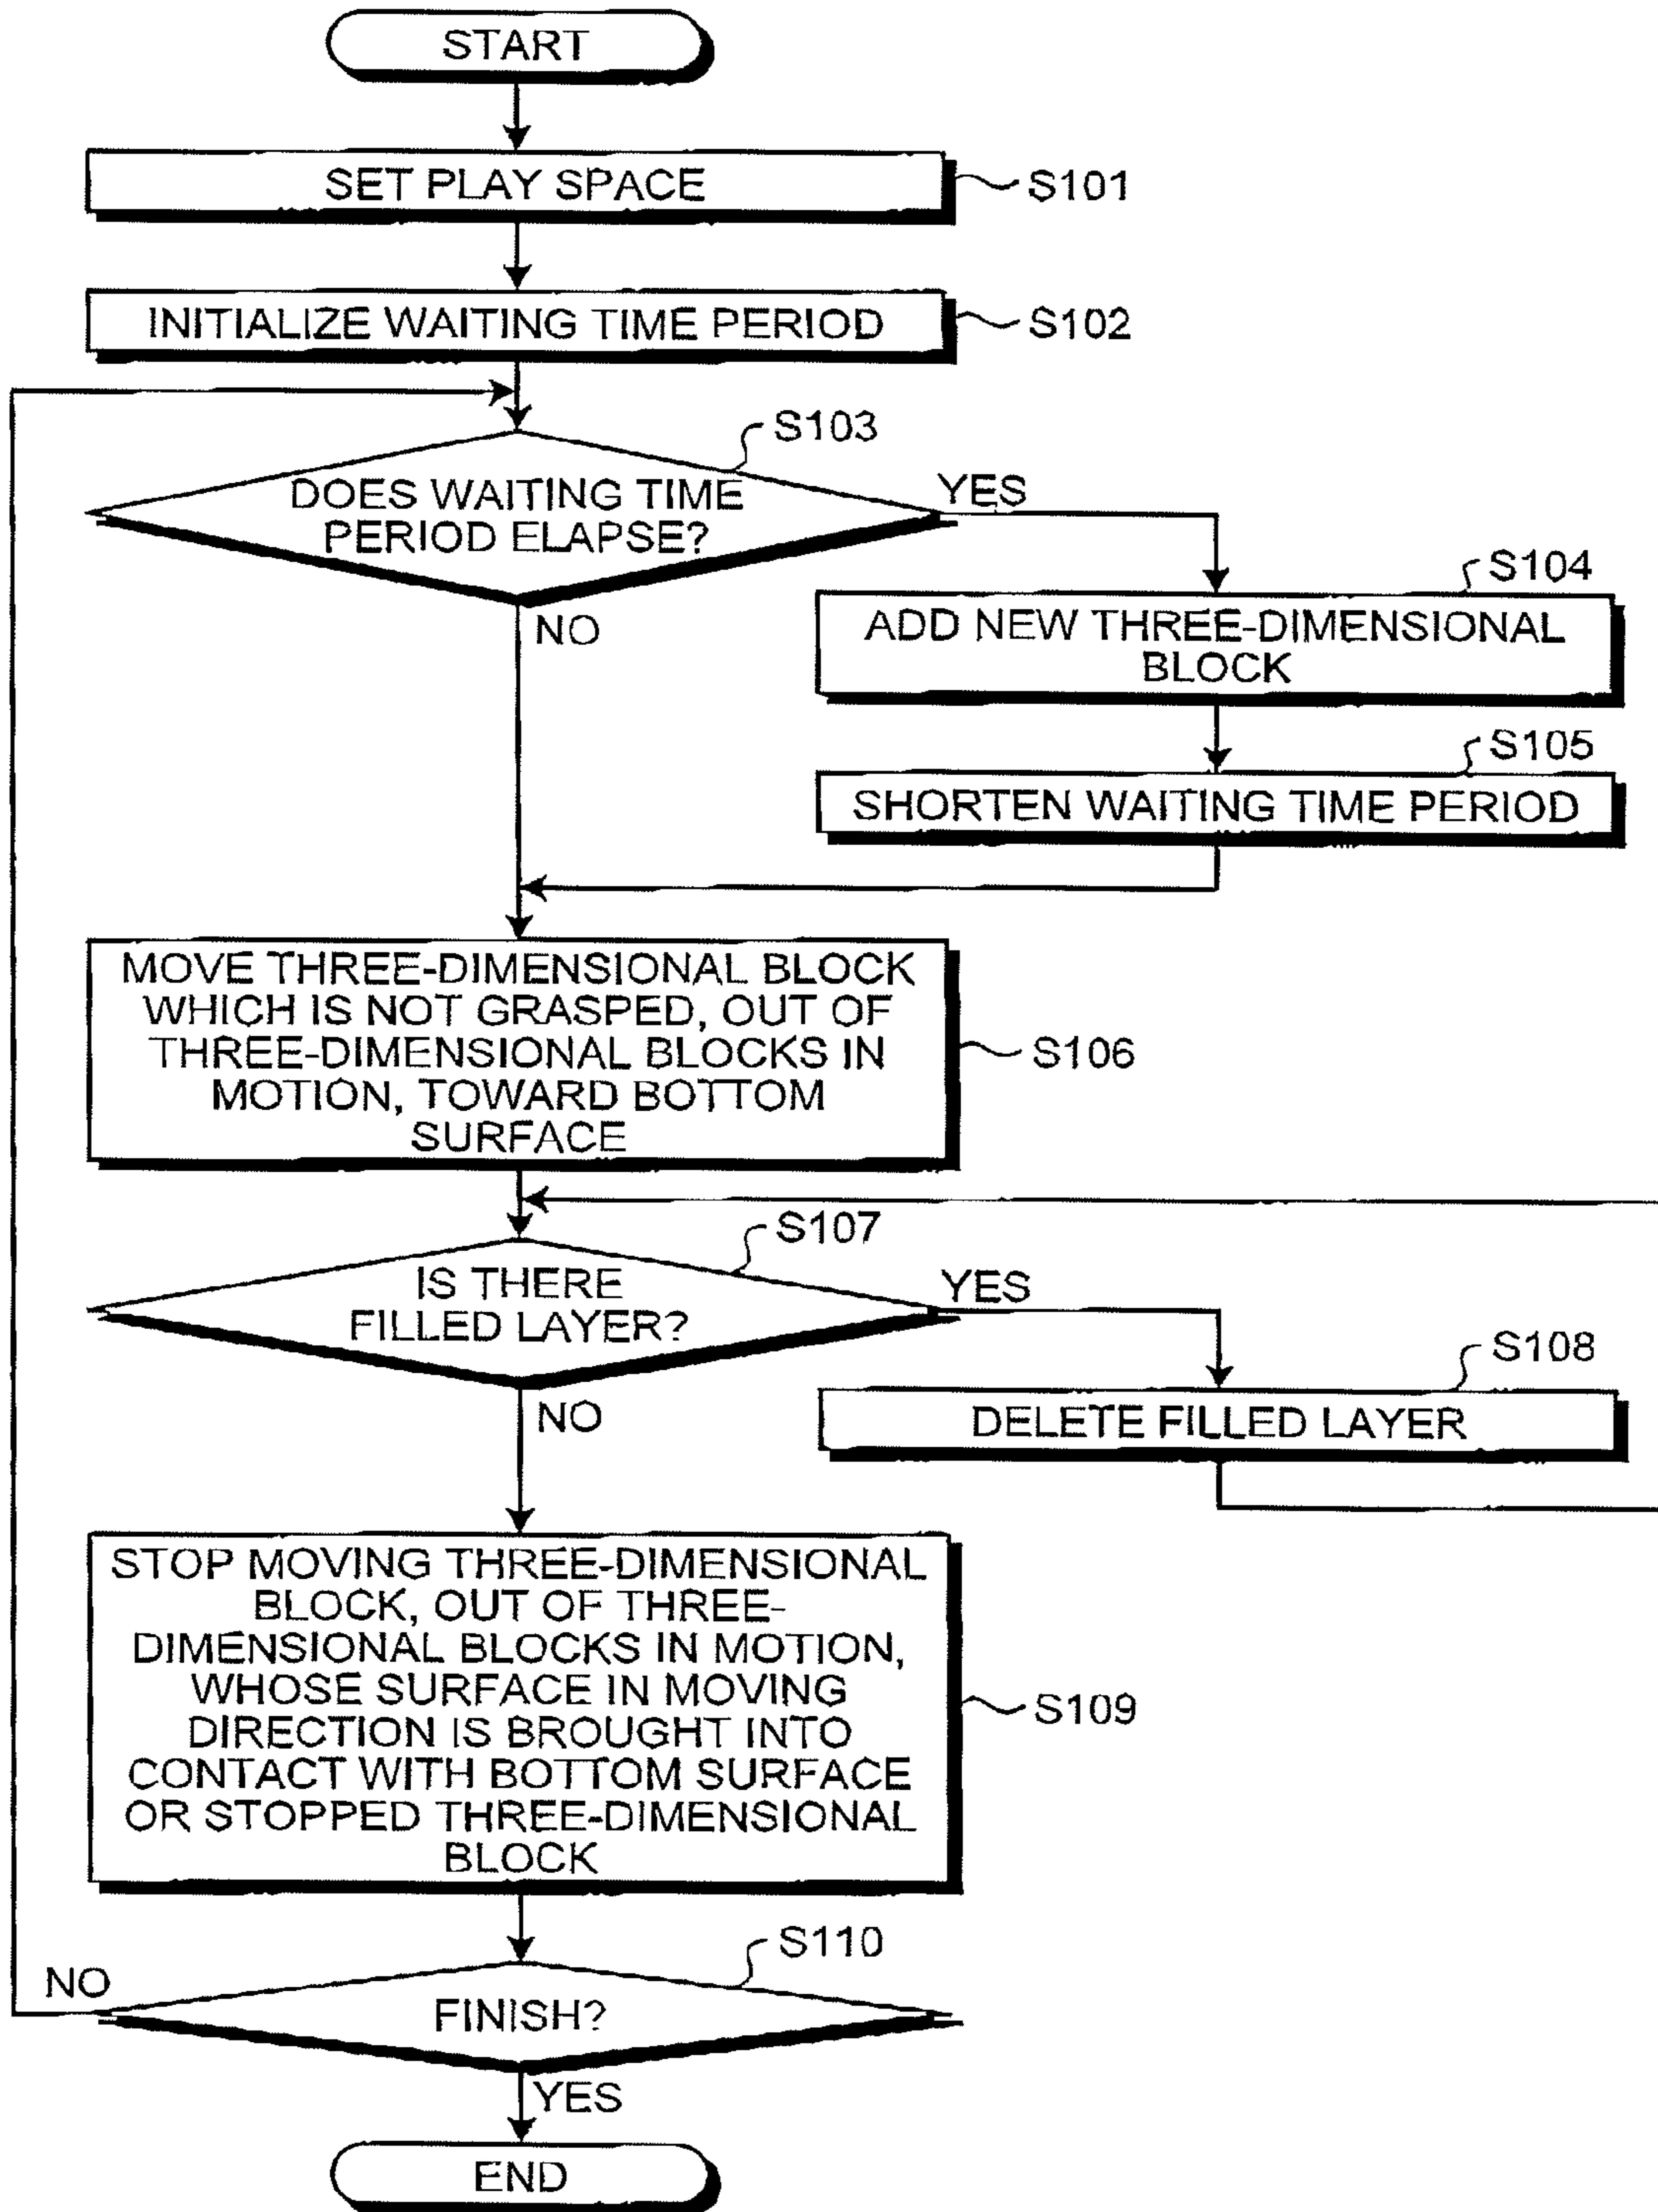 START
SET PLAY SPACE
S101
INITIALIZE WAITING TIME PERIOD
S102
S103
DOES WAITING TIME
PERIOD ELAPSE?
YES
NO
S104
ADD NEW THREE-DIMENSIONAL
BLOCK
S105
SHORTEN WAITING TIME PERIOD
MOVE THREE-DIMENSIONAL BLOCK
WHICH IS NOT GRASPED, OUT OF
THREE-DIMENSIONAL BLOCKS IN
MOTION, TOWARD BOTTOM
SURFACE
S106
S107
IS THERE
FILLED LAYER?
YES
NO
S108
DELETE FILLED LAYER
STOP MOVING THREE-DIMENSIONAL
BLOCK, OUT OF THREE-
DIMENSIONAL BLOCKS IN MOTION,
WHOSE SURFACE IN MOVING
DIRECTION IS BROUGHT INTO
CONTACT WITH BOTTOM SURFACE
OR STOPPED THREE-DIMENSIONAL
BLOCK
S109
S110
NO
FINISH?
YES
END